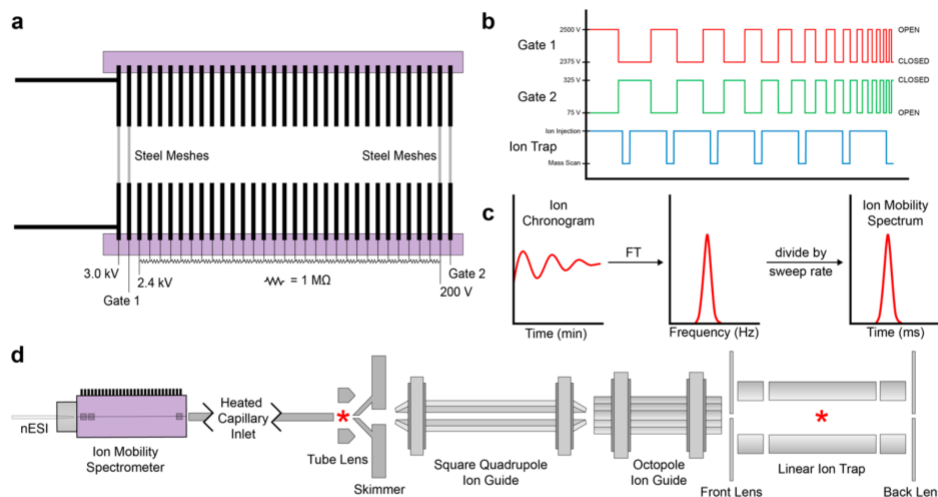 a
Steel Meshes
Steel Meshes
3.0 kV
Gate 1
2.4 kV
= 1 MΩ
200 V
Gate 2
b
Gate 1
2500 V
2375 V
OPEN
CLOSED
Gate 2
325 V
75 V
CLOSED
OPEN
Ion Trap
Ion Injection
Mass Scan
c
Ion
Chronogram
Time (min)
FT
Frequency (Hz)
divide by
sweep rate
Ion Mobility
Spectrum
Time (ms)
d
nESI
Ion Mobility
Spectrometer
Heated
Capillary
Inlet
*
Tube Lens
Skimmer
Square Quadrupole
Ion Guide
Octopole
Ion Guide
Front Lens
*
Linear Ion Trap
Back Len